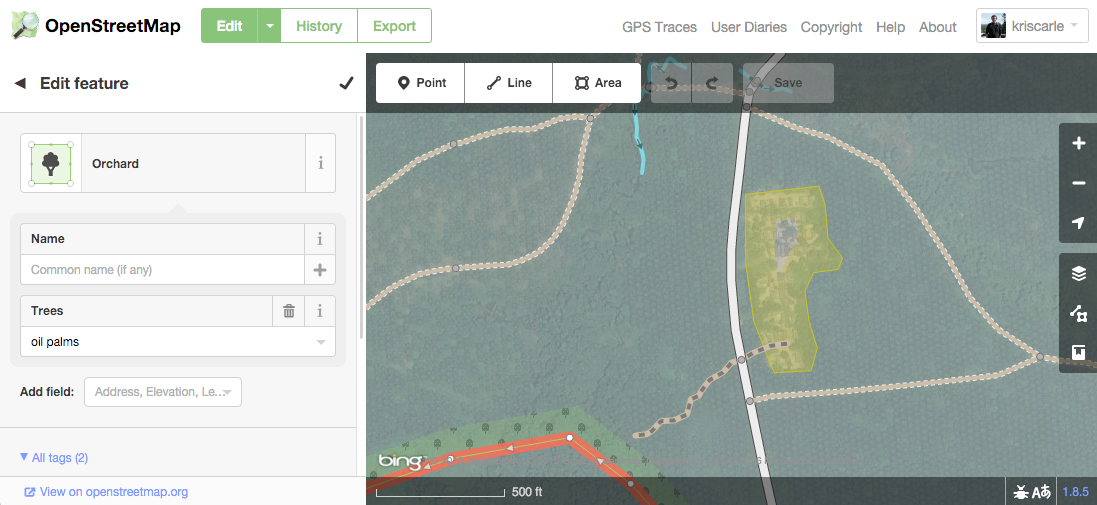 OpenStreetMap
Edit
History
Export
GPS Traces
User Diaries
Copyright
Help
About
kriscarle
Edit feature
Point
Line
Area
Save
Orchard
i
Name
i
Common name (if any)
Trees
i
oil palms
Add field:
Address, Elevation, Le...
All tags (2)
View on openstreetmap.org
bing
500 ft
Aあ
1.8.5